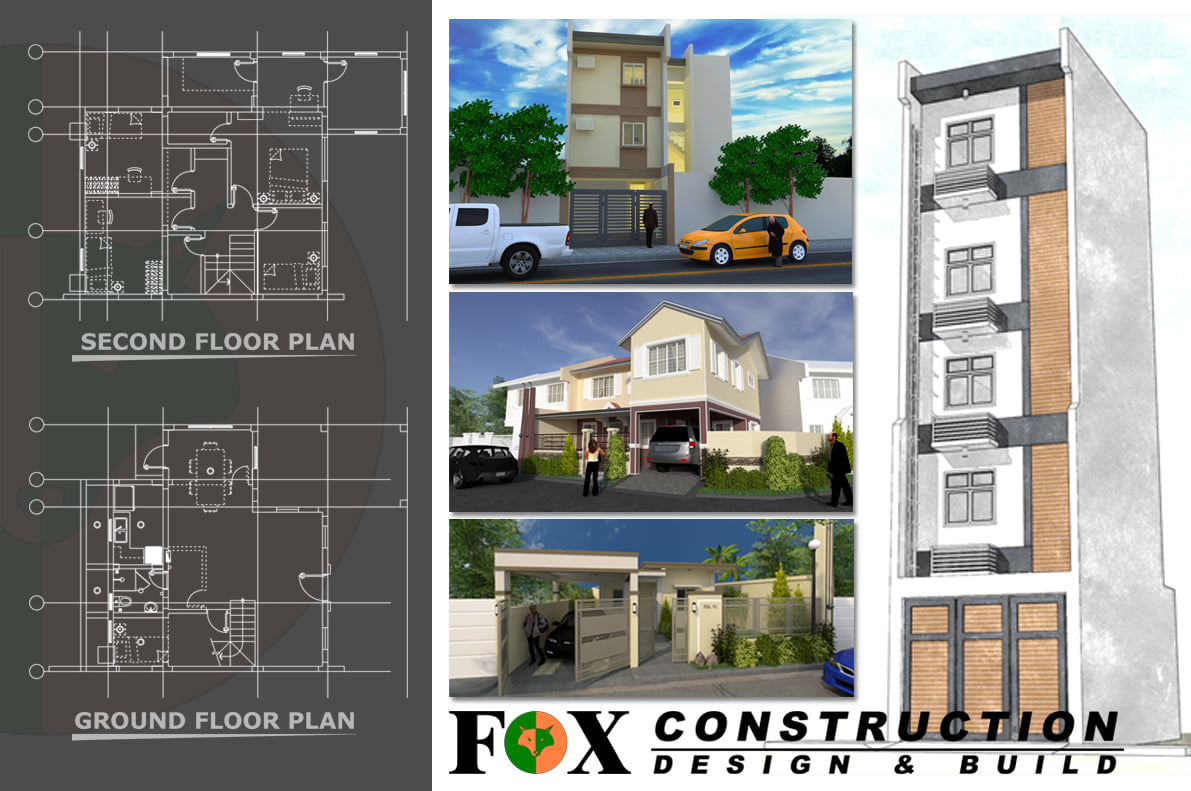 SECOND FLOOR PLAN
GROUND FLOOR PLAN
FOX CONSTRUCTION
DESIGN & BUILD